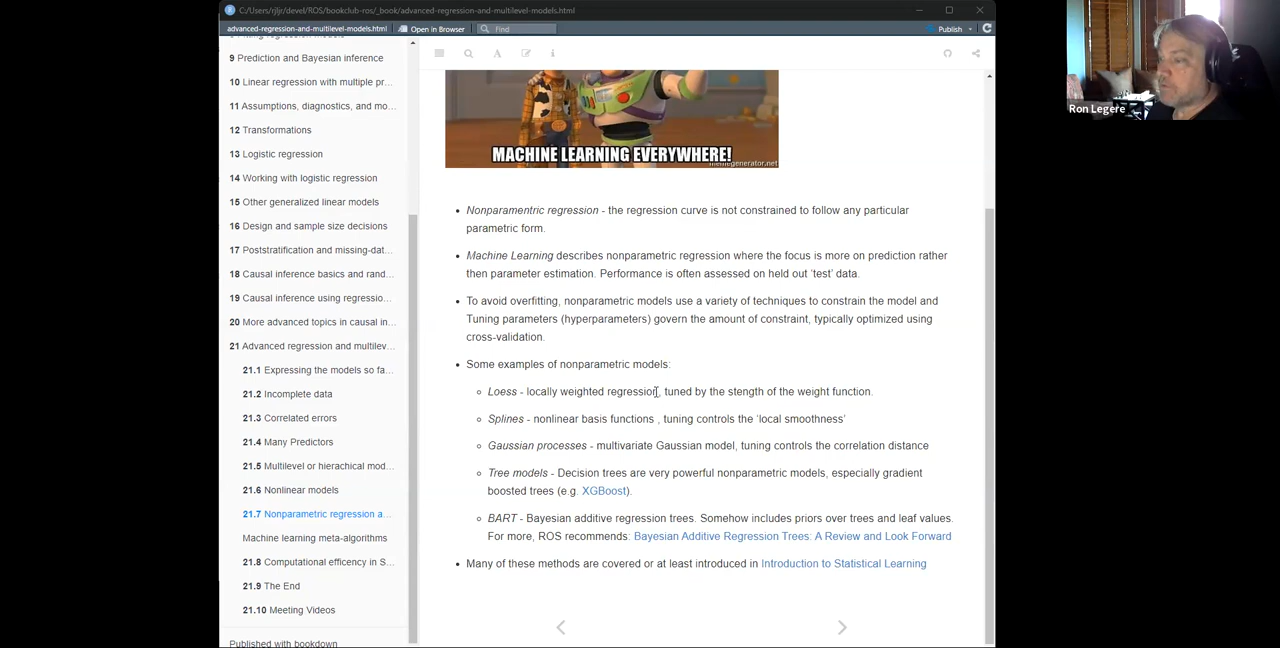 C:/Users/rjljr/devel/ROS/bookclub-ros/_book/advanced-regression-and-multilevel-models.html
advanced-regression-and-multilevel-models.html
Open in Browser
Find
Publish
9 Prediction and Bayesian inference
10 Linear regression with multiple pr...
11 Assumptions, diagnostics, and mo...
12 Transformations
13 Logistic regression
14 Working with logistic regression
15 Other generalized linear models
16 Design and sample size decisions
17 Poststratification and missing-dat...
18 Causal inference basics and rand...
19 Causal inference using regressio...
20 More advanced topics in causal in...
21 Advanced regression and multilev...
21.1 Expressing the models so fa...
21.2 Incomplete data
21.3 Correlated errors
21.4 Many Predictors
21.5 Multilevel or hierachical mod...
21.6 Nonlinear models
21.7 Nonparametric regression a...
Machine learning meta-algorithms
21.8 Computational efficency in S...
21.9 The End
21.10 Meeting Videos
Published with bookdown
MACHINE LEARNING EVERYWHERE!
memegenerator.net
Nonparamentric regression - the regression curve is not constrained to follow any particular
parametric form.
Machine Learning describes nonparametric regression where the focus is more on prediction rather
then parameter estimation. Performance is often assessed on held out 'test' data.
To avoid overfitting, nonparametric models use a variety of techniques to constrain the model and
Tuning parameters (hyperparameters) govern the amount of constraint, typically optimized using
cross-validation.
Some examples of nonparametric models:
Loess - locally weighted regression, tuned by the stength of the weight function.
Splines - nonlinear basis functions , tuning controls the 'local smoothness'
Gaussian processes - multivariate Gaussian model, tuning controls the correlation distance
Tree models - Decision trees are very powerful nonparametric models, especially gradient
boosted trees (e.g. XGBoost).
BART - Bayesian additive regression trees. Somehow includes priors over trees and leaf values.
For more, ROS recommends: Bayesian Additive Regression Trees: A Review and Look Forward
Many of these methods are covered or at least introduced in Introduction to Statistical Learning
Ron Legere